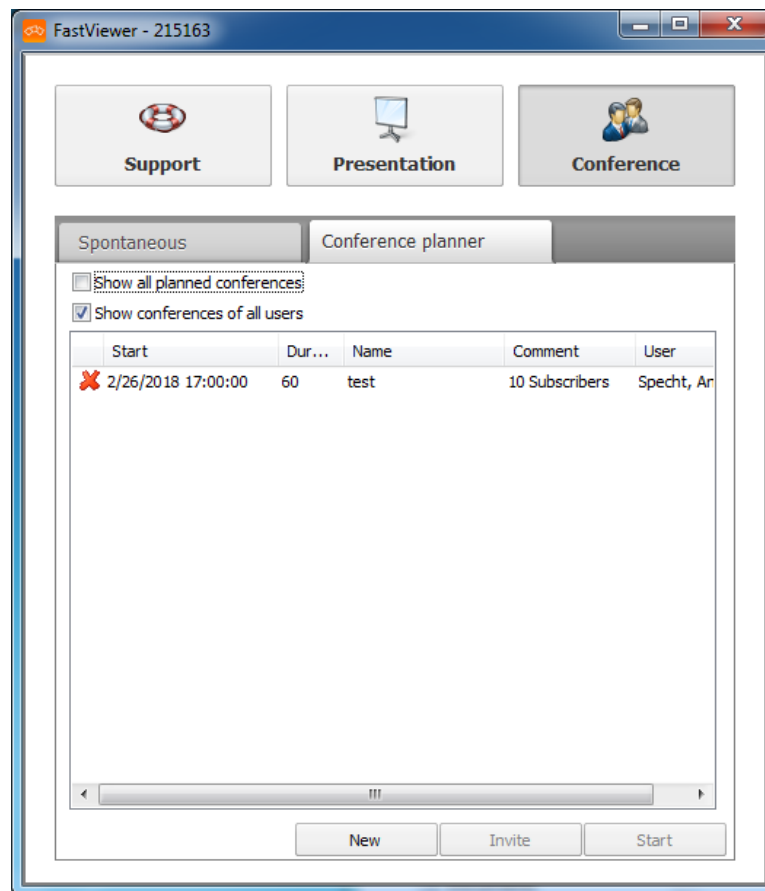 FastViewer - 215163
Support Presentation Conference
Spontaneous Conference planner
Show all planned conferences
Show conferences of all users
Start Dur... Name Comment User
2/26/2018 17:00:00 60 test 10 Subscribers Specht, An
New Invite Start